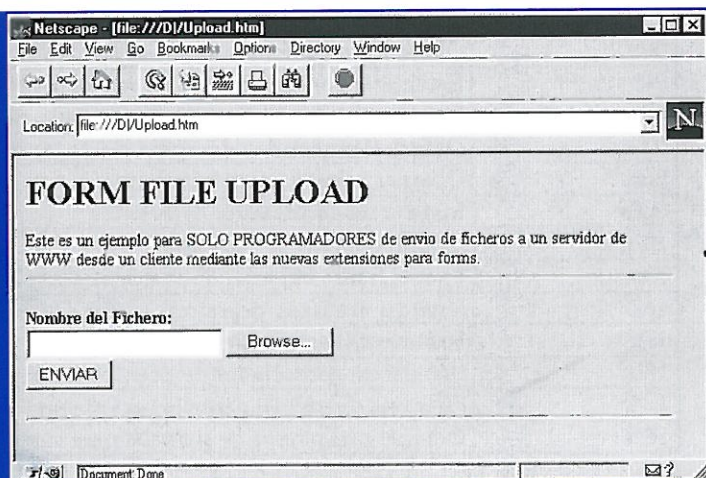 Netscape - [file:///D|/Upload.htm]
File Edit View Go Bookmarks Options Directory Window Help
Location: file:///D|/Upload.htm
N
FORM FILE UPLOAD
Este es un ejemplo para SOLO PROGRAMADORES de envio de ficheros a un servidor de
WWW desde un cliente mediante las nuevas extensiones para forms.
Nombre del Fichero:
Browse...
ENVIAR
Document: Done
?